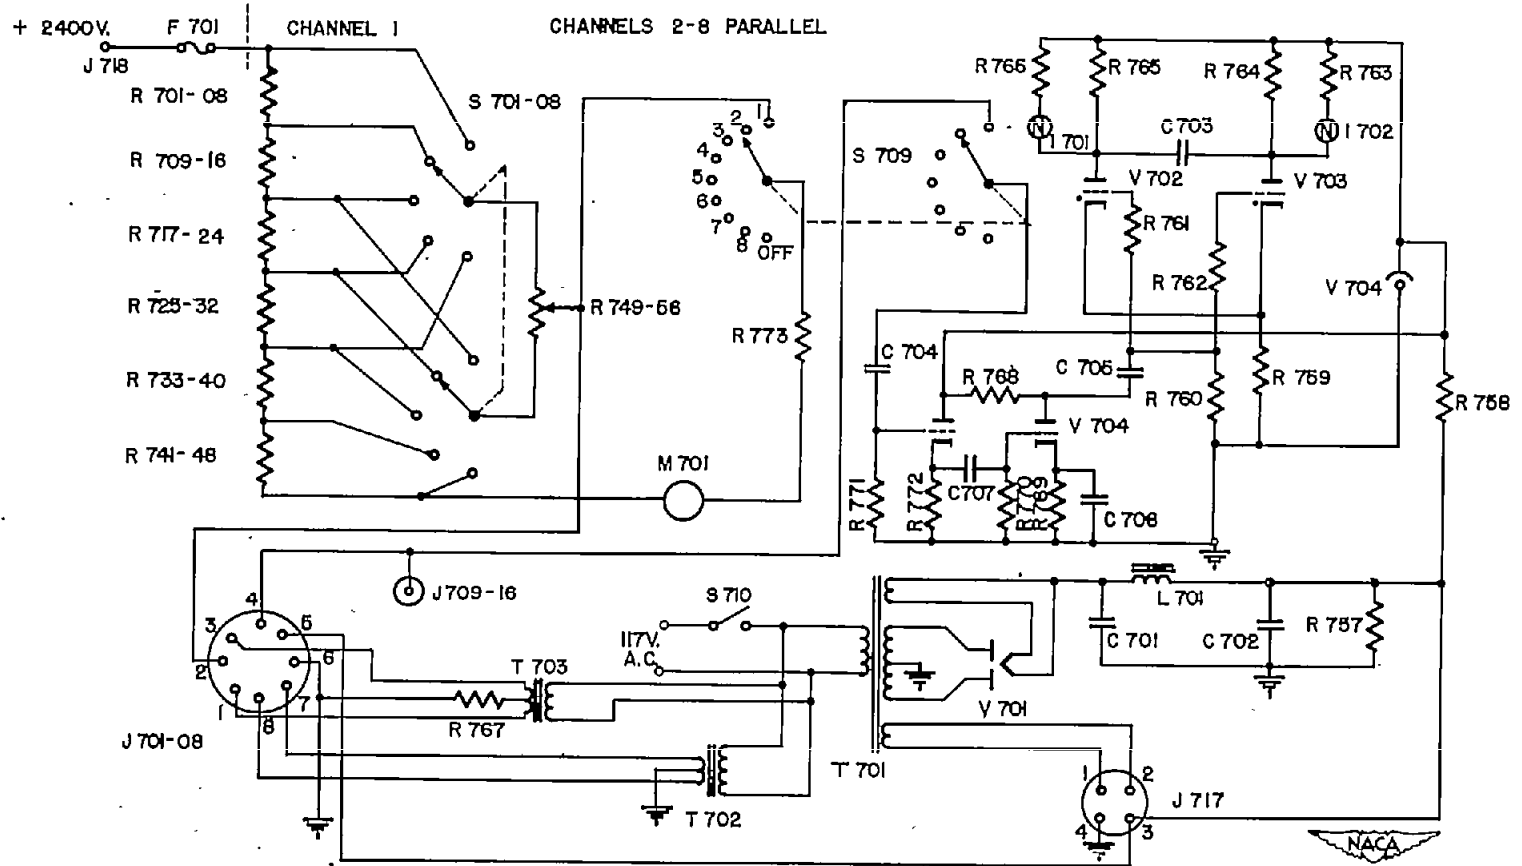 + 2400V.
F 701
CHANNEL 1
CHANNELS 2-8 PARALLEL
J 718
R 701-08
S 701-08
R 709-16
R 717-24
R 725-32
R 733-40
R 741-48
R 749-56
M 701
1
2
3
4
5
6
7
8
OFF
S 709
R 773
R 766
R 765
R 764
R 763
N
I 701
C 703
N
I 702
V 702
V 703
R 761
R 762
V 704
C 704
R 768
C 705
R 760
R 759
R 758
V 704
R 771
R 772
C 707
R 770
R 769
C 706
J 709-16
S 710
117V.
A.C.
L 701
C 701
C 702
R 757
4
5
3
6
2
7
1
8
T 703
R 767
J 701-08
T 702
V 701
T 701
1
2
J 717
4
3
NACA